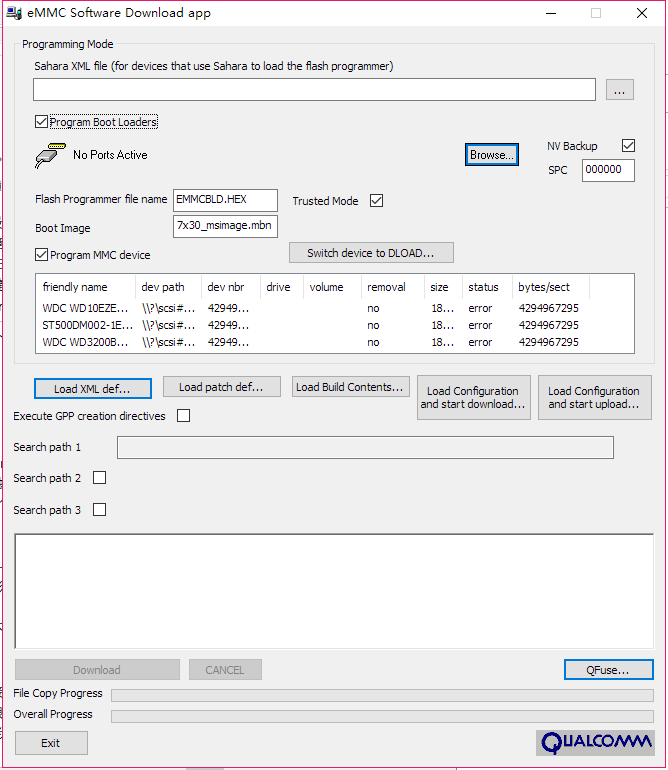 eMMC Software Download app
Programming Mode
Sahara XML file (for devices that use Sahara to load the flash programmer)
...
Program Boot Loaders
No Ports Active
Browse...
NV Backup
SPC 000000
Flash Programmer file name EMMCBLD.HEX Trusted Mode
Boot Image 7x30_msimage.mbn
Program MMC device Switch device to DLOAD...
friendly name dev path dev nbr drive volume removal size status bytes/sect
WDC WD10EZE... \\?\scsi#... 42949... no 18... error 4294967295
ST500DM002-1E... \\?\scsi#... 42949... no 18... error 4294967295
WDC WD3200B... \\?\scsi#... 42949... no 18... error 4294967295
Load XML def... Load patch def... Load Build Contents...
Load Configuration
and start download...
Load Configuration
and start upload...
Execute GPP creation directives
Search path 1
Search path 2
Search path 3
Download CANCEL QFuse...
File Copy Progress
Overall Progress
Exit QUALCOMM